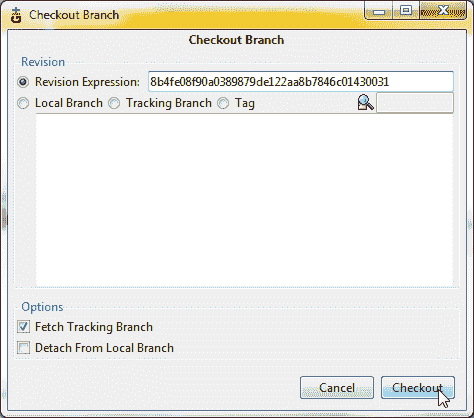 Checkout Branch
Checkout Branch
Revision
Revision Expression: 8b4fe08f90a0389879de122aa8b7846c01430031
Local Branch Tracking Branch Tag
Options
Fetch Tracking Branch
Detach From Local Branch
Cancel Checkout